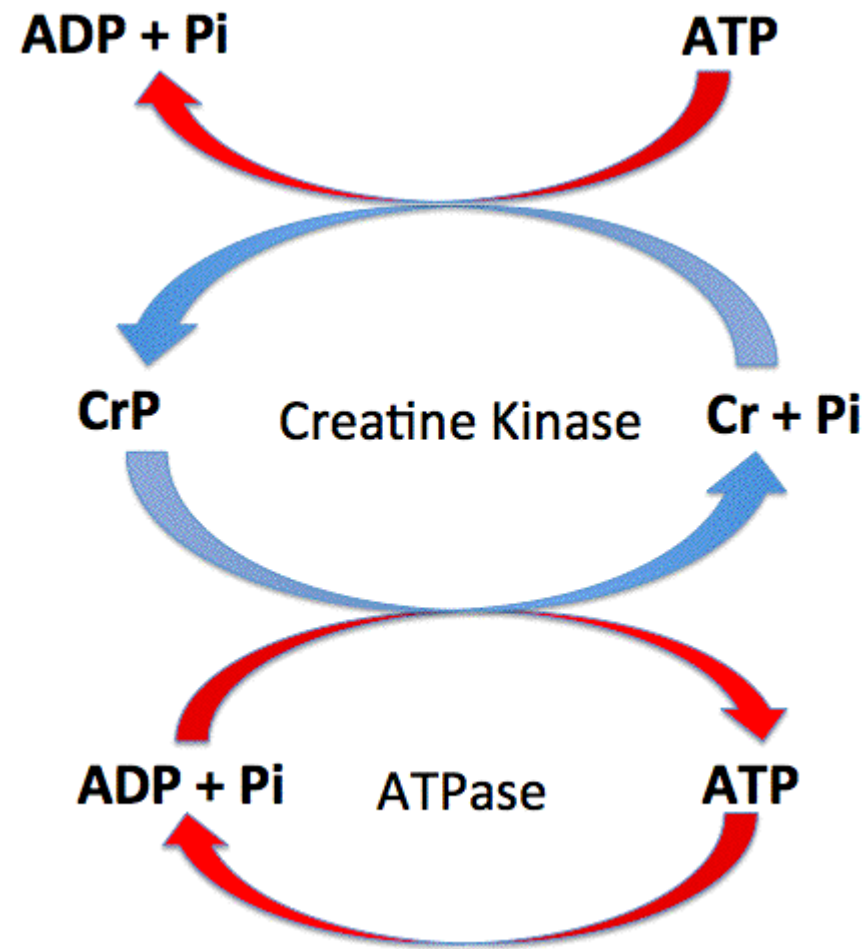 ADP + Pi
ATP
CrP
Creatine Kinase
Cr + Pi
ADP + Pi
ATPase
ATP